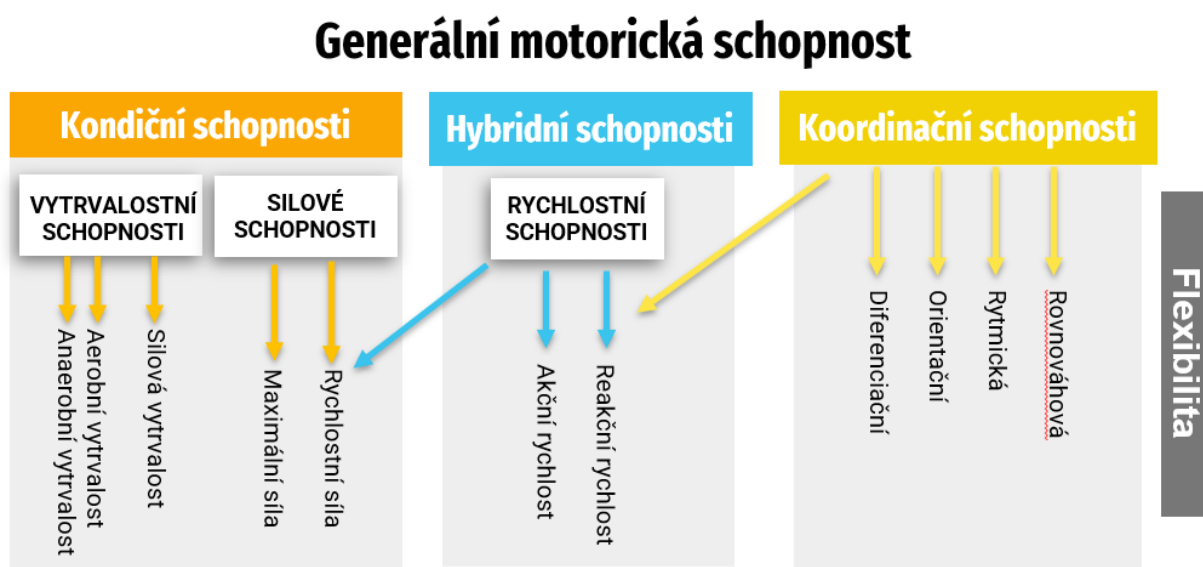 Generální motorická schopnost
Kondiční schopnosti
Hybridní schopnosti
Koordinační schopnosti
VYTRVALOSTNÍ
SCHOPNOSTI
SILOVÉ
SCHOPNOSTI
RYCHLOSTNÍ
SCHOPNOSTI
Anaerobní vytrvalost
Aerobní vytrvalost
Silová vytrvalost
Maximální síla
Rychlostní síla
Akční rychlost
Reakční rychlost
Diferenciační
Orientační
Rytmická
Rovnováhová
Flexibilita